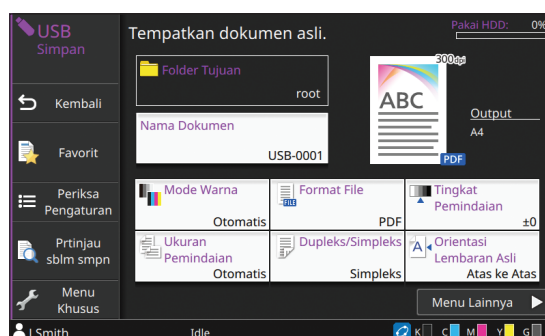 USB
Simpan
Kembali
Favorit
Periksa
Pengaturan
Prtinjau
sblm smpn
Menu
Khusus
Tempatkan dokumen asli.
Pakai HDD: 0%
Folder Tujuan
root
Nama Dokumen
USB-0001
300dpi
ABC
PDF
Output
A4
Mode Warna
Otomatis
Format File
FILE
PDF
Tingkat
Pemindaian
±0
Ukuran
Pemindaian
Otomatis
Dupleks/Simpleks
Simpleks
A
Orientasi
Lembaran Asli
Atas ke Atas
Menu Lainnya
J.Smith
Idle
K C M Y G